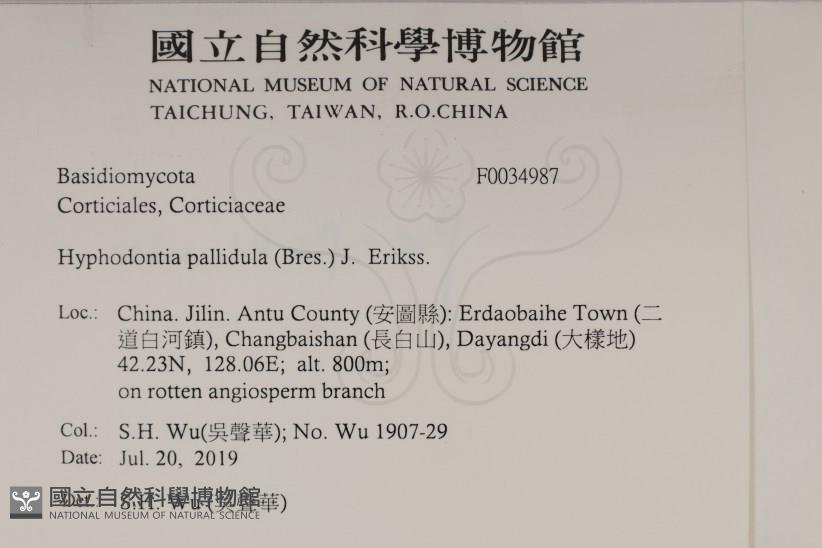 國立自然科學博物館
NATIONAL MUSEUM OF NATURAL SCIENCE
TAICHUNG, TAIWAN, R.O.CHINA
Basidiomycota F0034987
Corticiales, Corticiaceae
Hyphodontia pallidula (Bres.) J. Erikss.
Loc.: China. Jilin. Antu County (安圖縣): Erdaobaihe Town (二
道白河鎮), Changbaishan (長白山), Dayangdi (大樣地)
42.23N, 128.06E; alt. 800m;
on rotten angiosperm branch
Col.: S.H. Wu(吳聲華); No. Wu 1907-29
Date: Jul. 20, 2019
S.H. Wu (吳聲華)
國立自然科學博物館
NATIONAL MUSEUM OF NATURAL SCIENCE